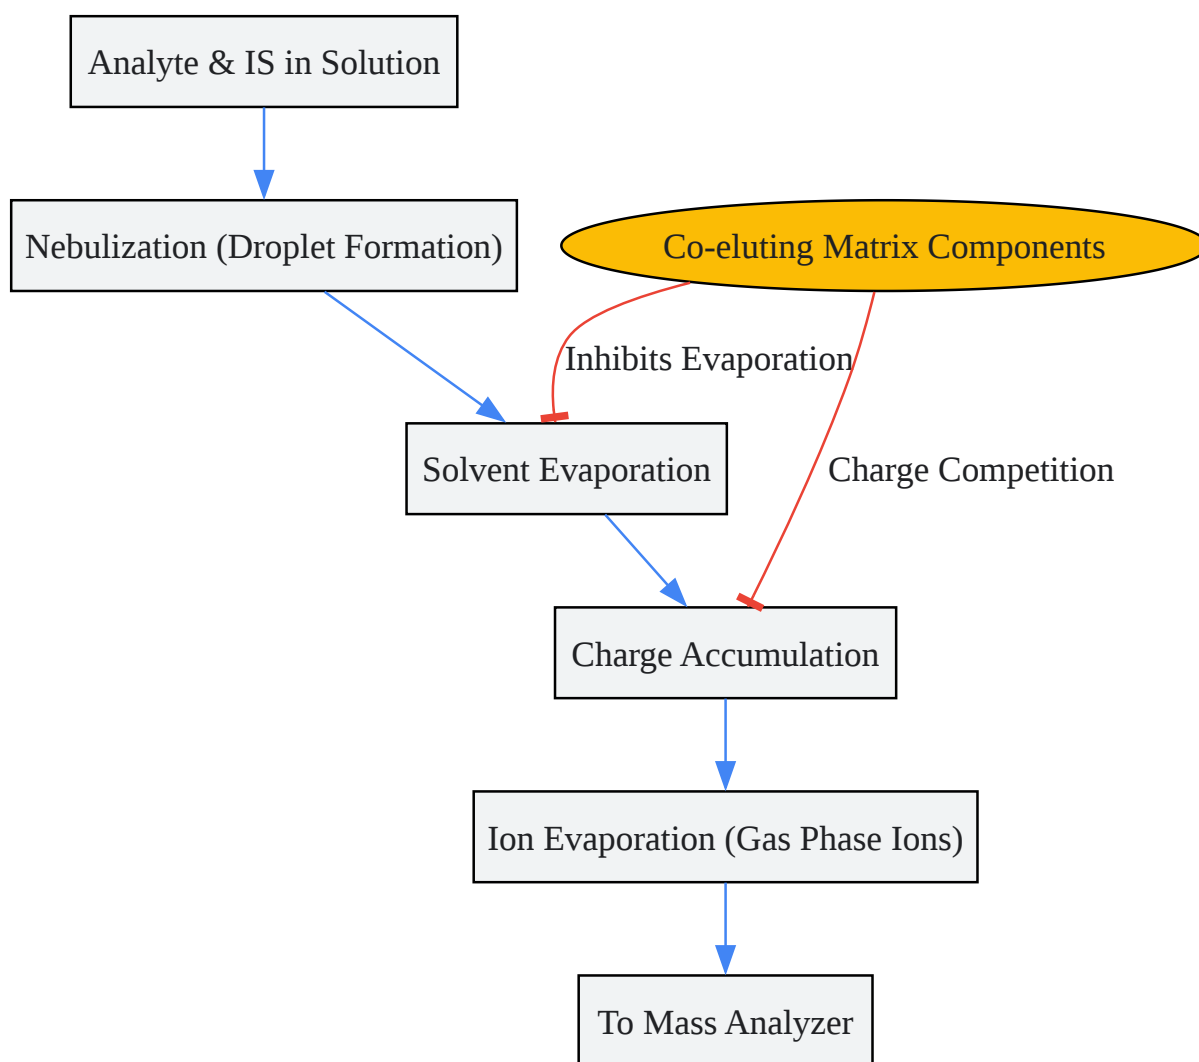 Analyte & IS in Solution
Nebulization (Droplet Formation)
Co-eluting Matrix Components
Inhibits Evaporation
Solvent Evaporation
Charge Competition
Charge Accumulation
Ion Evaporation (Gas Phase Ions)
To Mass Analyzer